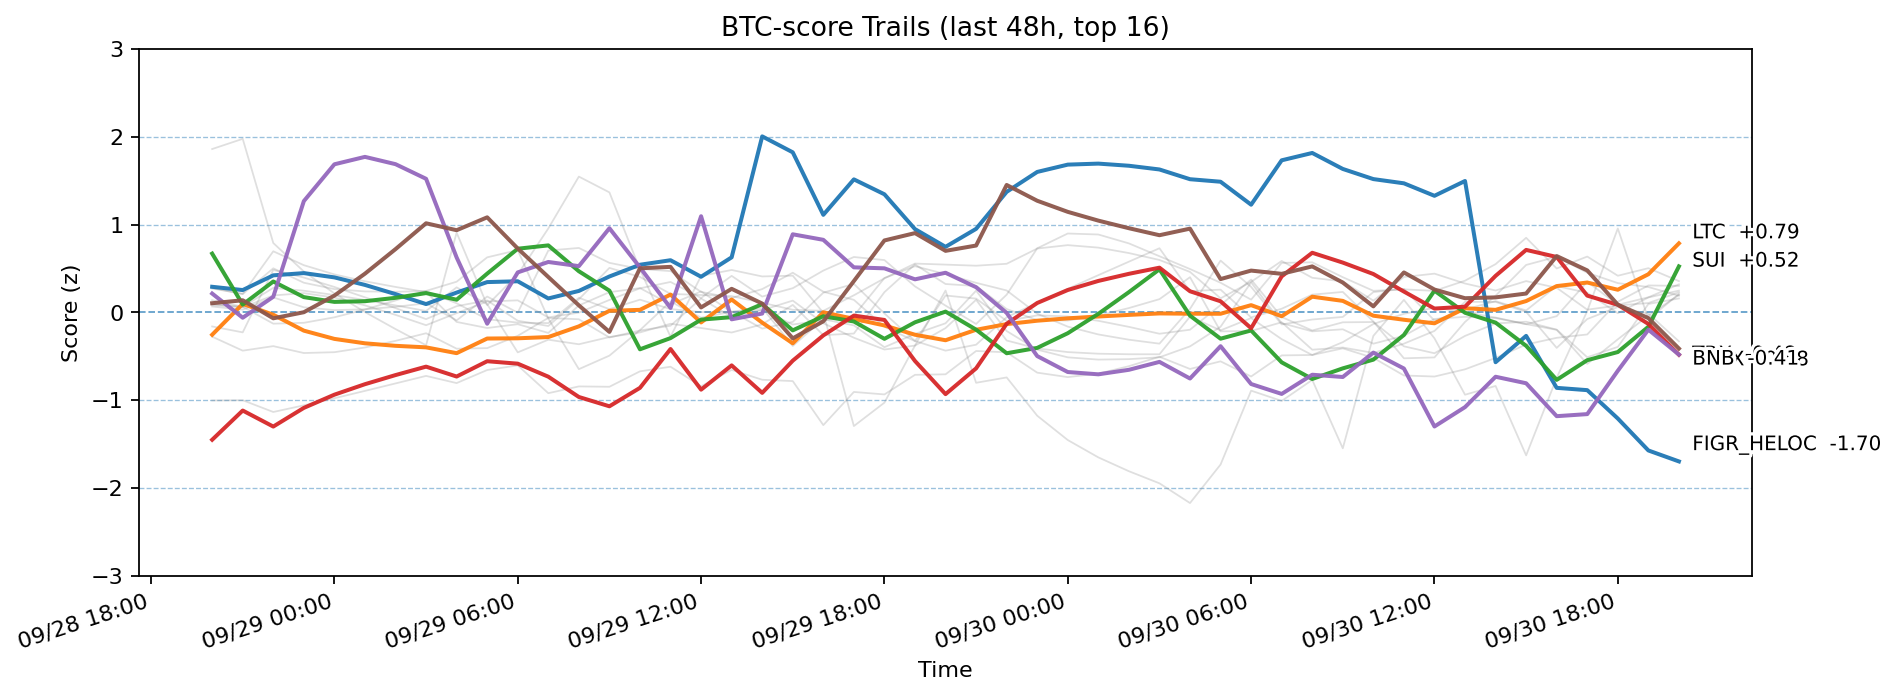 BTC-score Trails (last 48h, top 16)
Score (z)
3
2
1
0
−1
−2
−3
LTC +0.79
SUI +0.52
BNB
FIGR_HELOC -1.70
09/28 18:00
09/29 00:00
09/29 06:00
09/29 12:00
09/29 18:00
09/30 00:00
09/30 06:00
09/30 12:00
09/30 18:00
Time